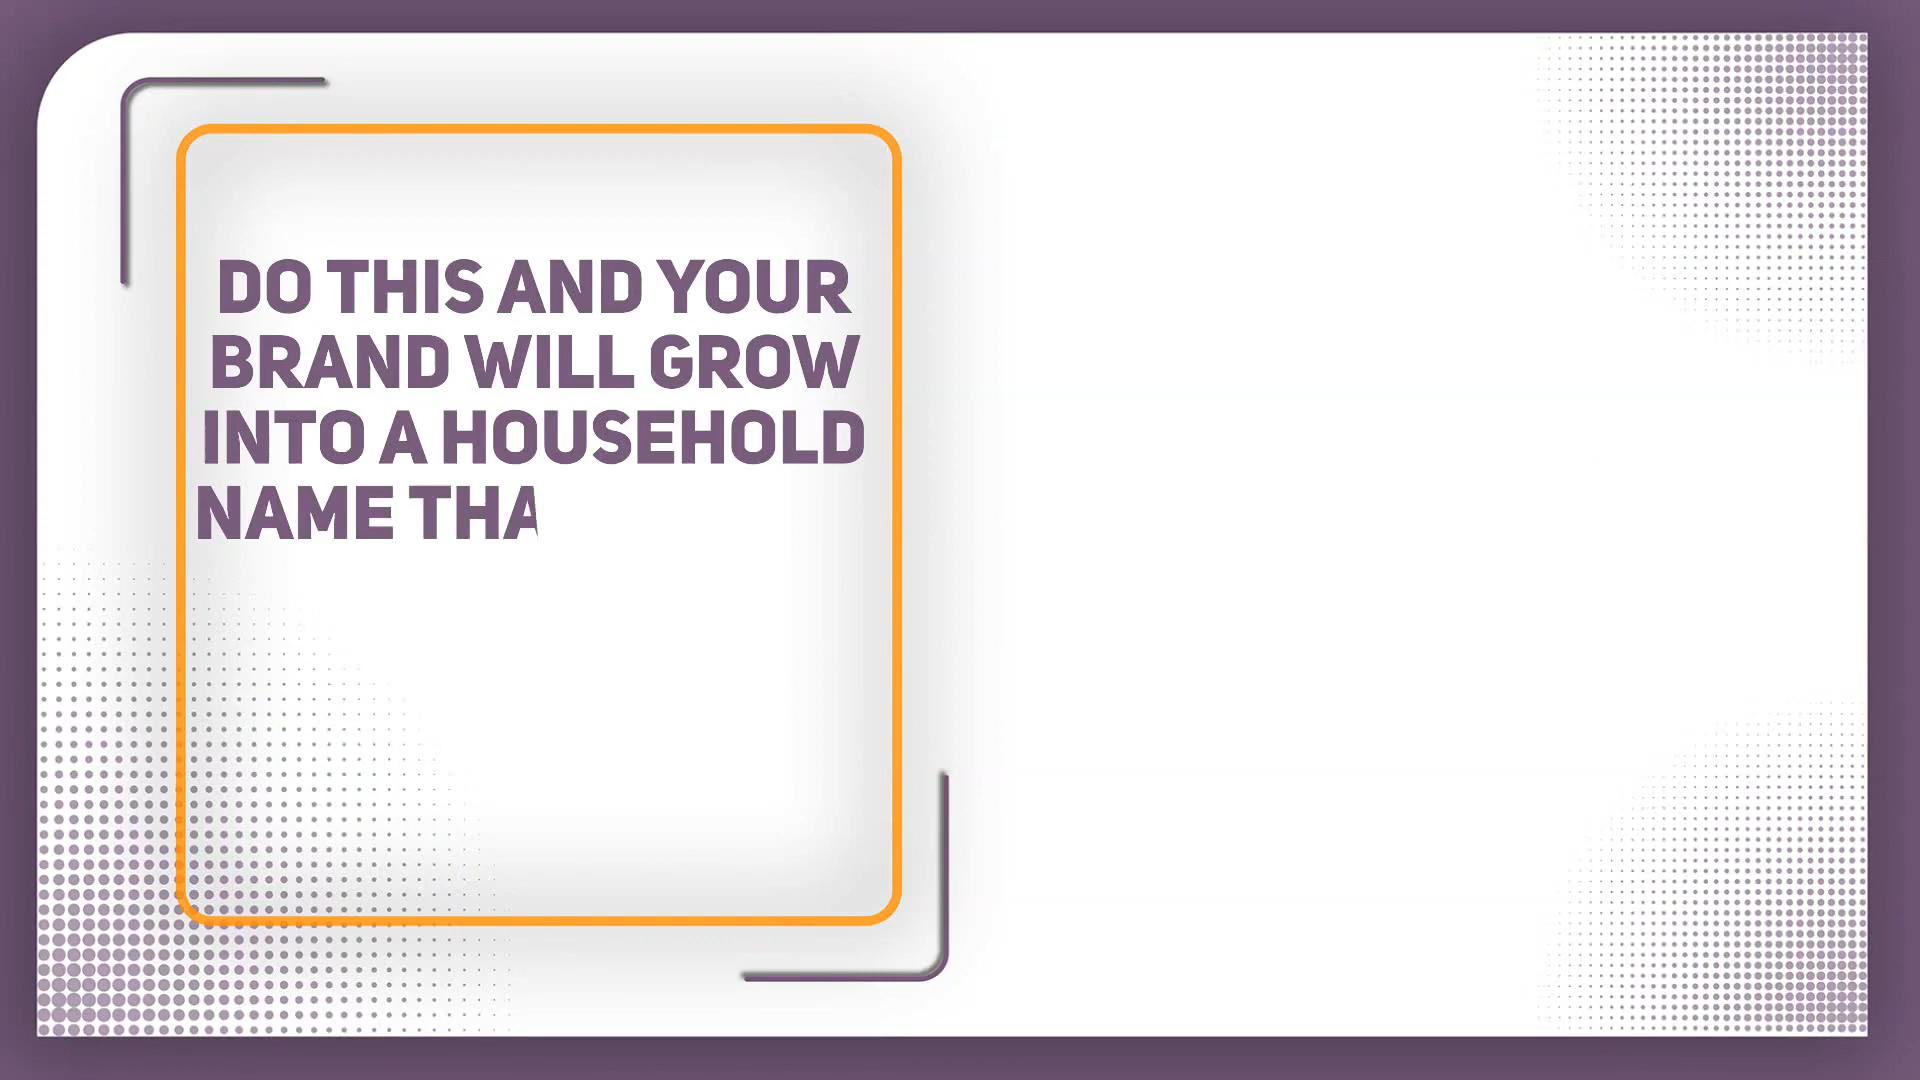 DO THIS AND YOUR
BRAND WILL GROW
INTO A HOUSEHOLD
NAME THA